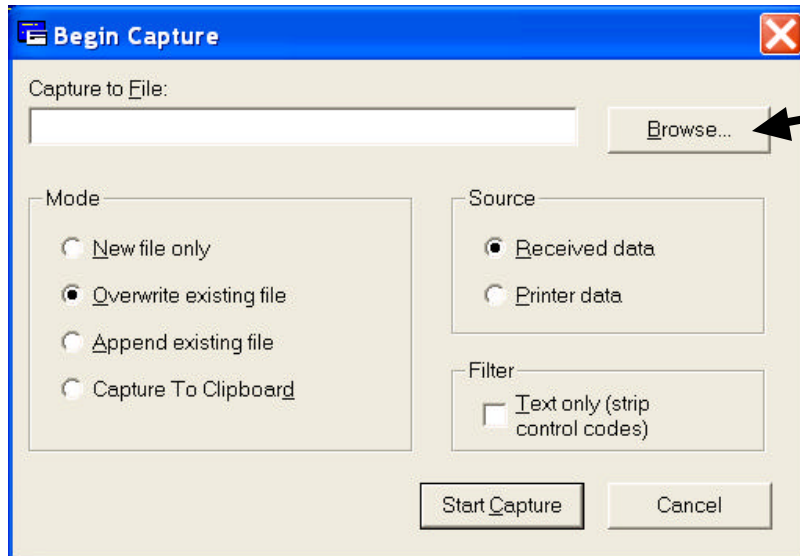 Begin Capture
Capture to File:
Browse...
Mode
New file only
Overwrite existing file
Append existing file
Capture To Clipboard
Source
Received data
Printer data
Filter
Text only (strip
control codes)
Start Capture
Cancel